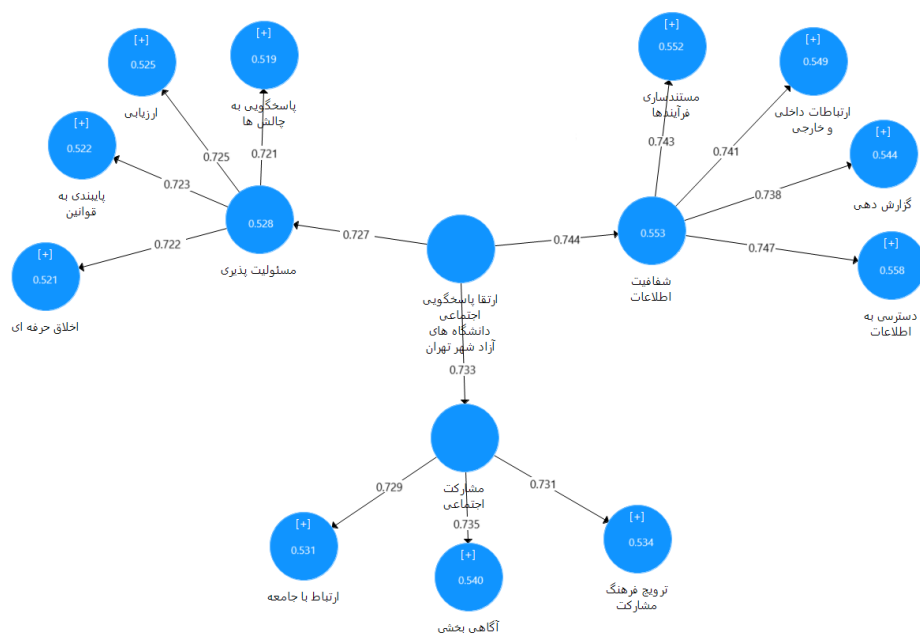 [+]
0.519
پاسخگویی به
چالش ها
[+]
0.525
ارزیابی
[+]
0.522
پایبندی به
قوانین
[+]
0.521
اخلاق حرفه ای
0.721
0.725
0.723
0.722
0.528
مسئولیت پذیری
0.727
ارتقا پاسخگویی
اجتماعی
دانشگاه های
آزاد شهر تهران
0.744
0.553
شفافیت
اطلاعات
0.743
0.741
0.738
0.747
[+]
0.552
مستندسازی
فرآیندها
[+]
0.549
ارتباطات داخلی
و خارجی
[+]
0.544
گزارش دهی
[+]
0.558
دسترسی به
اطلاعات
0.733
مشارکت
اجتماعی
0.729
0.735
0.731
[+]
0.531
ارتباط با جامعه
[+]
0.540
آگاهی بخشی
[+]
0.534
ترویج فرهنگ
مشارکت